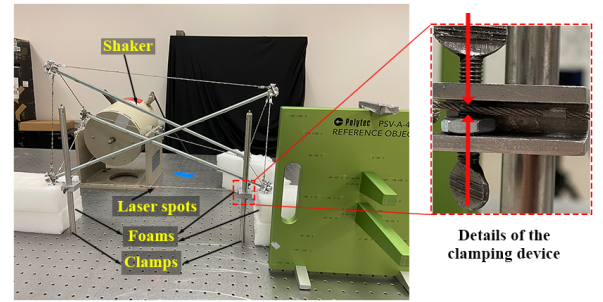 Shaker
Polytec PSV-A-4
REFERENCE OBJEC
Laser spots
Foams
Clamps
Details of the
clamping device